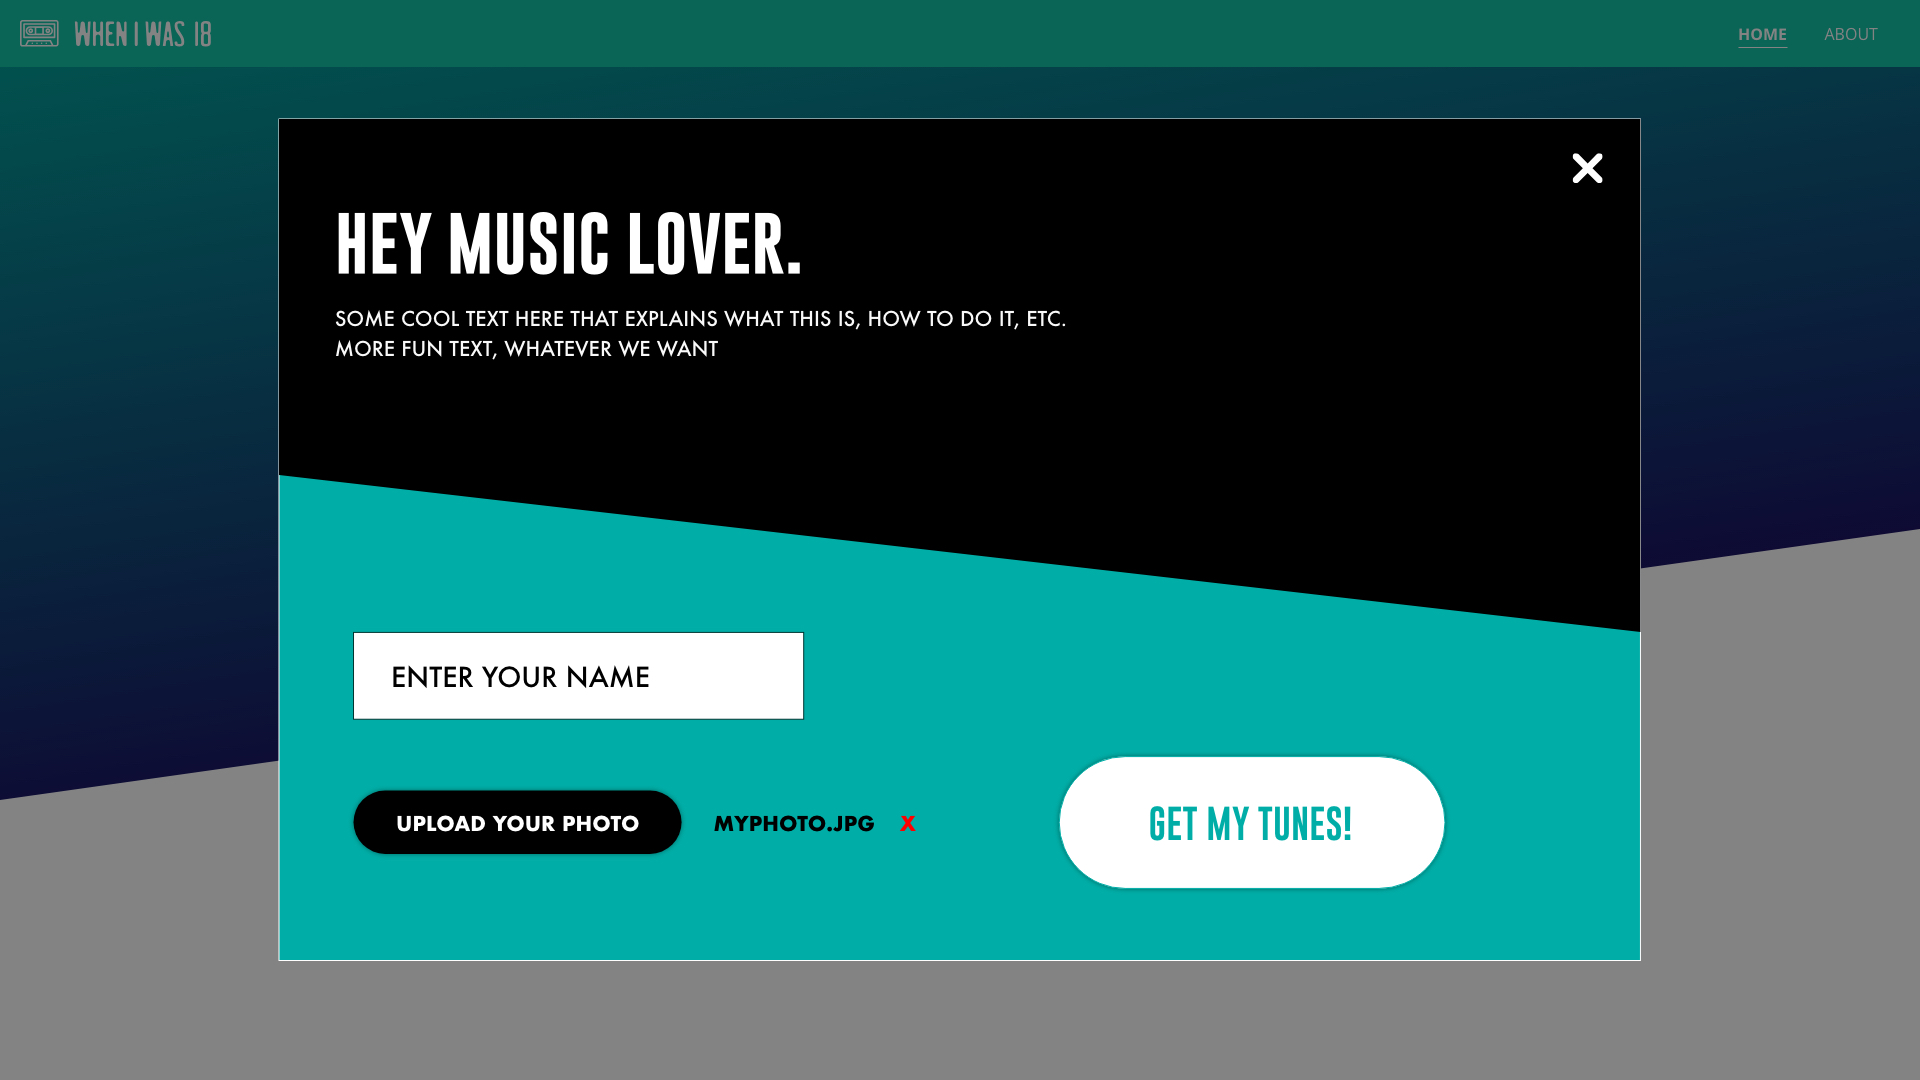 WHEN I WAS 18
HOME
ABOUT
HEY MUSIC LOVER.
SOME COOL TEXT HERE THAT EXPLAINS WHAT THIS IS, HOW TO DO IT, ETC.
MORE FUN TEXT, WHATEVER WE WANT
ENTER YOUR NAME
UPLOAD YOUR PHOTO
MYPHOTO.JPG X
GET MY TUNES!